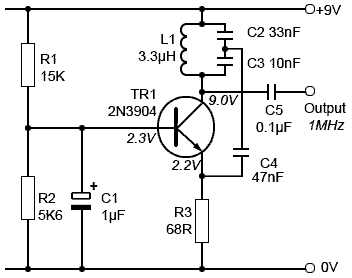 +9V
L1
3.3µH
C2 33nF
C3 10nF
R1
15K
TR1
2N3904
9.0V
C5
0.1µF
Output
1MHz
2.3V
2.2V
C4
47nF
R2
5K6
+
C1
1µF
R3
68R
0V